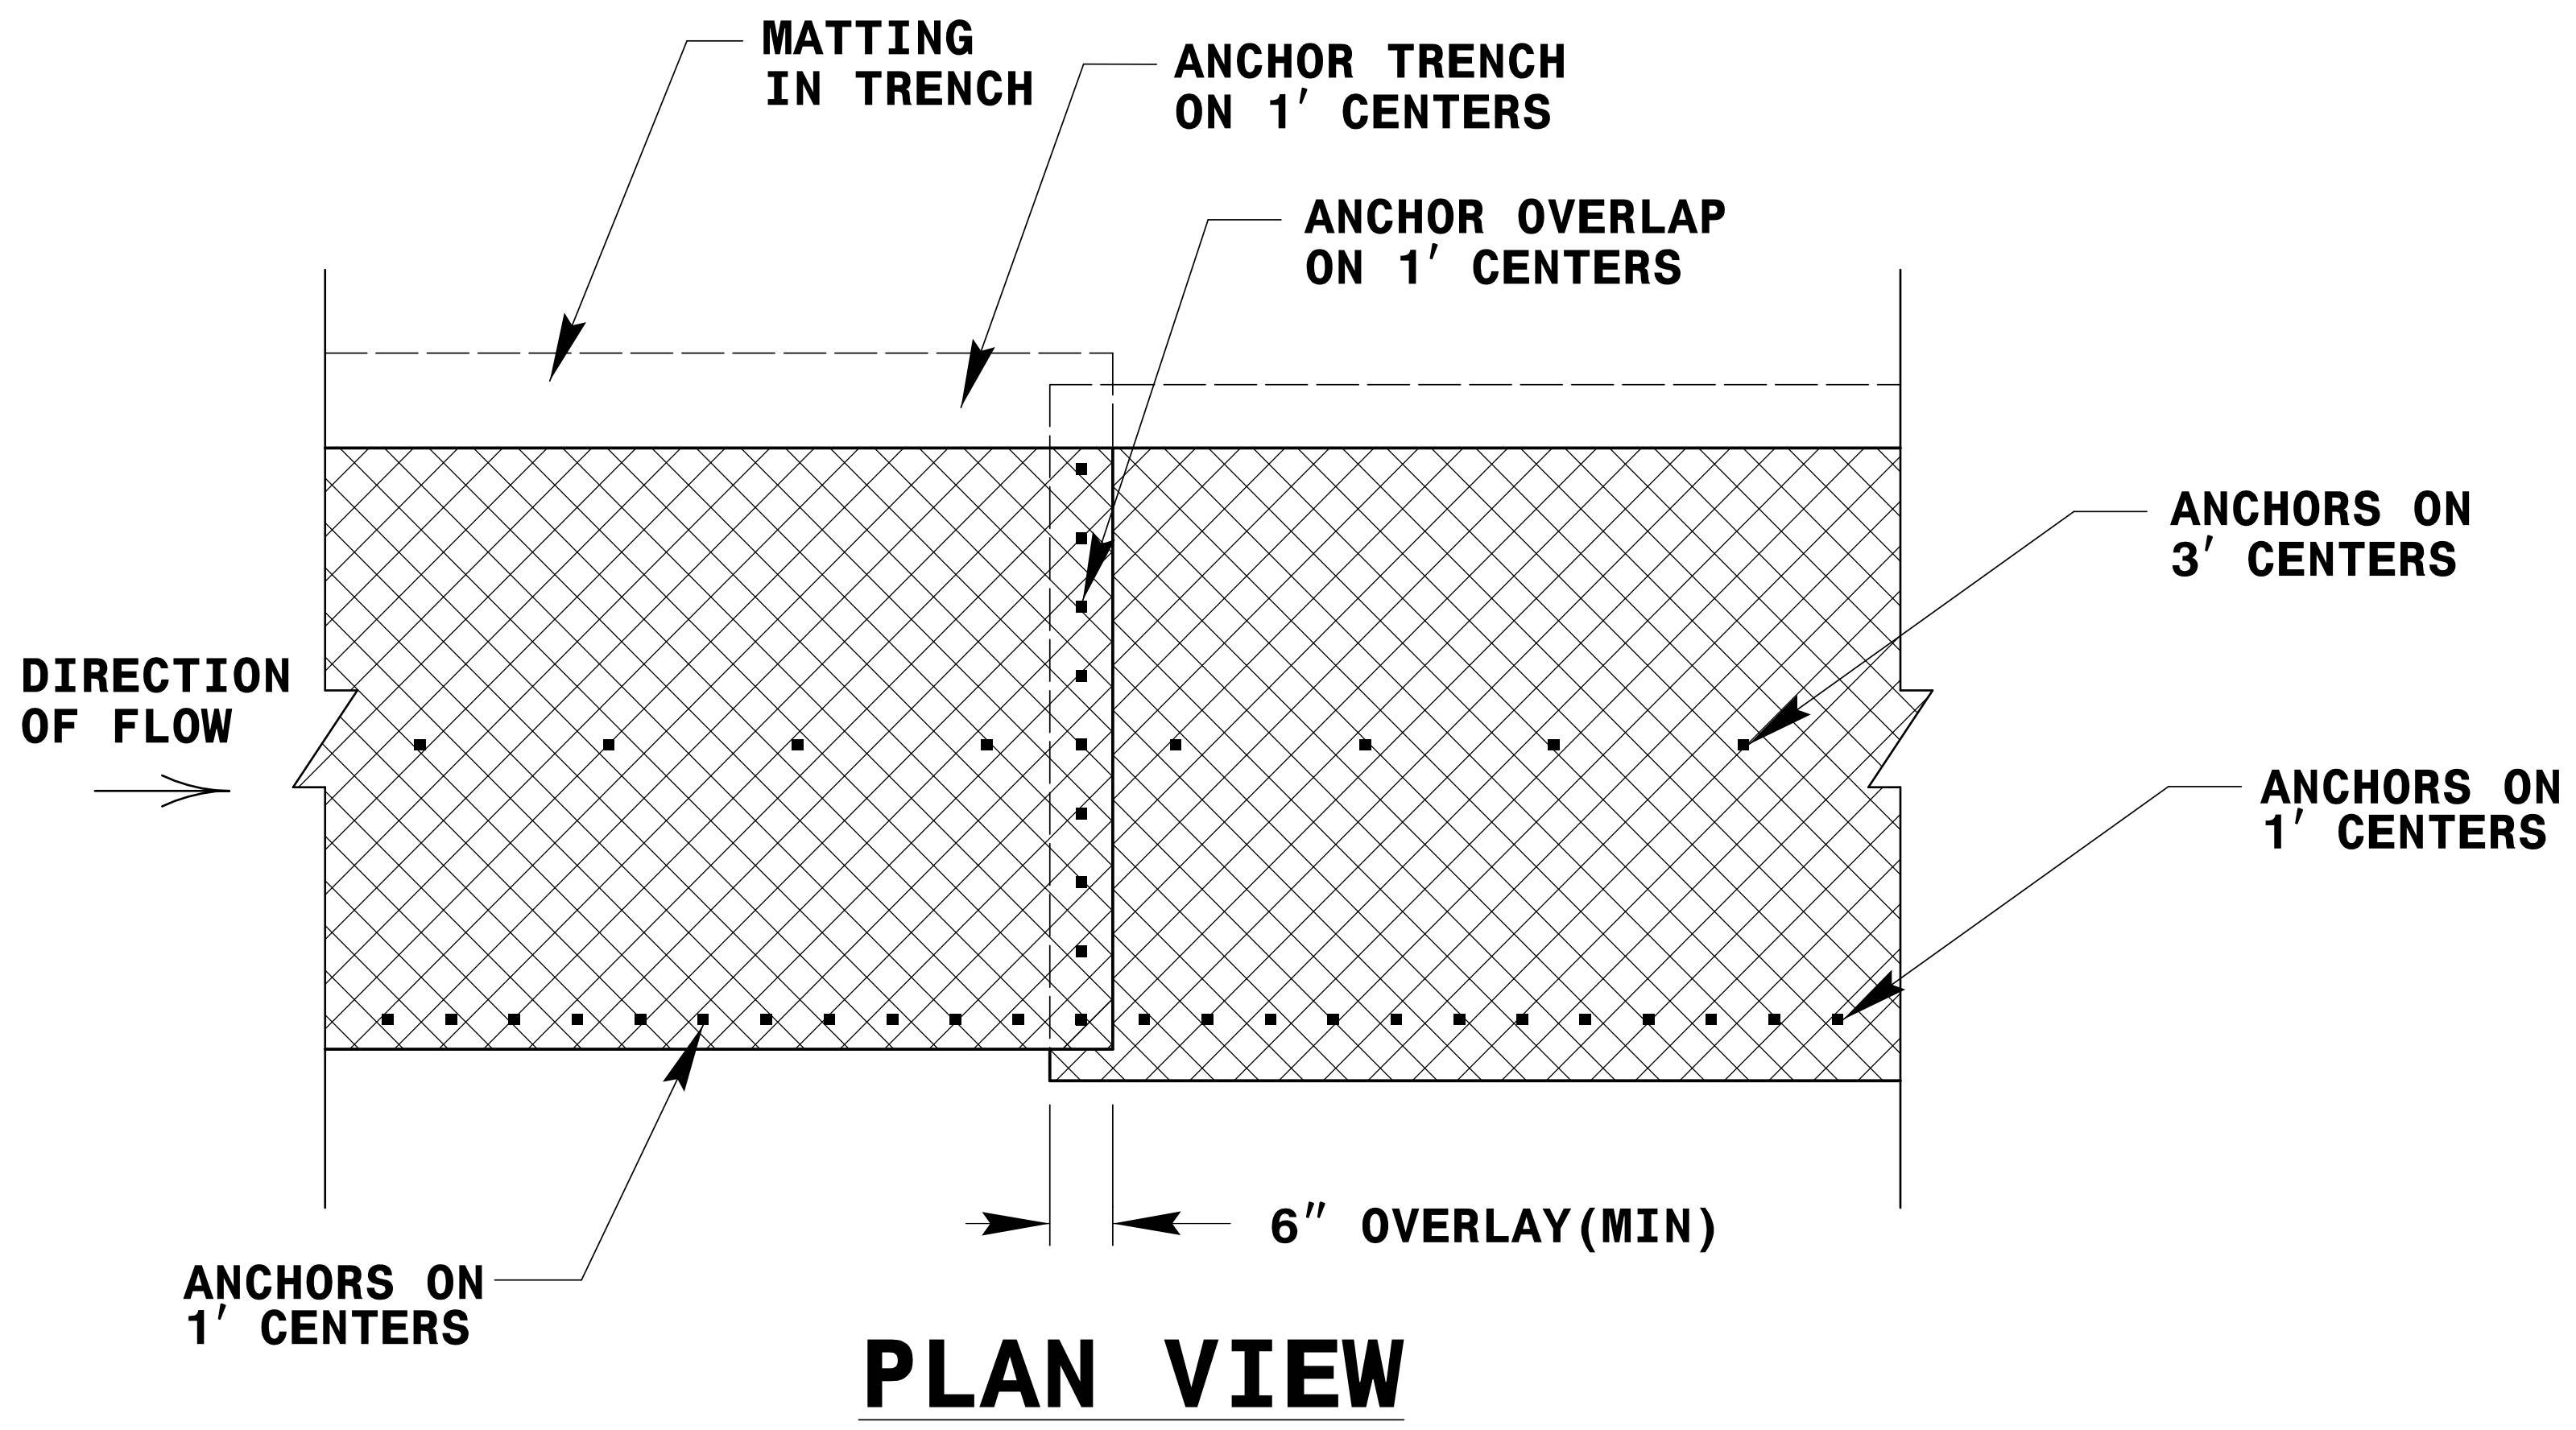 MATTING
IN TRENCH
ANCHOR TRENCH
ON 1' CENTERS
ANCHOR OVERLAP
ON 1' CENTERS
ANCHORS ON
3' CENTERS
DIRECTION
OF FLOW
ANCHORS ON
1' CENTERS
6" OVERLAY(MIN)
ANCHORS ON
1' CENTERS
PLAN VIEW